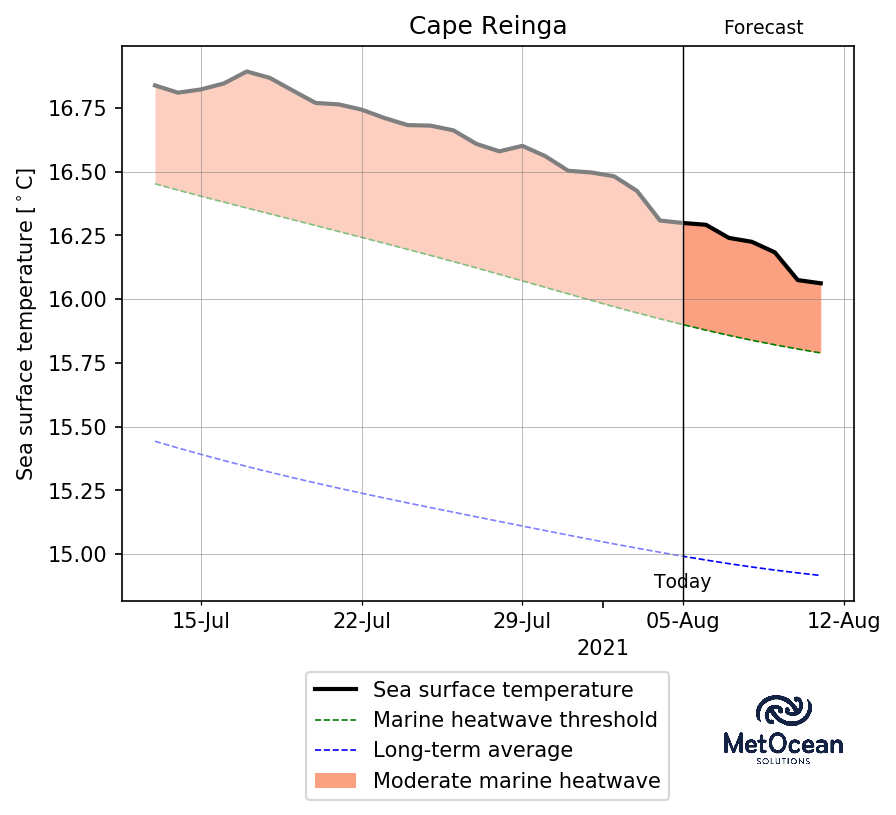 Cape Reinga
Forecast
Sea surface temperature [°C]
16.75
16.50
16.25
16.00
15.75
15.50
15.25
15.00
Today
15-Jul
22-Jul
29-Jul
05-Aug
12-Aug
2021
Sea surface temperature
Marine heatwave threshold
Long-term average
Moderate marine heatwave
MetOcean
SOLUTIONS